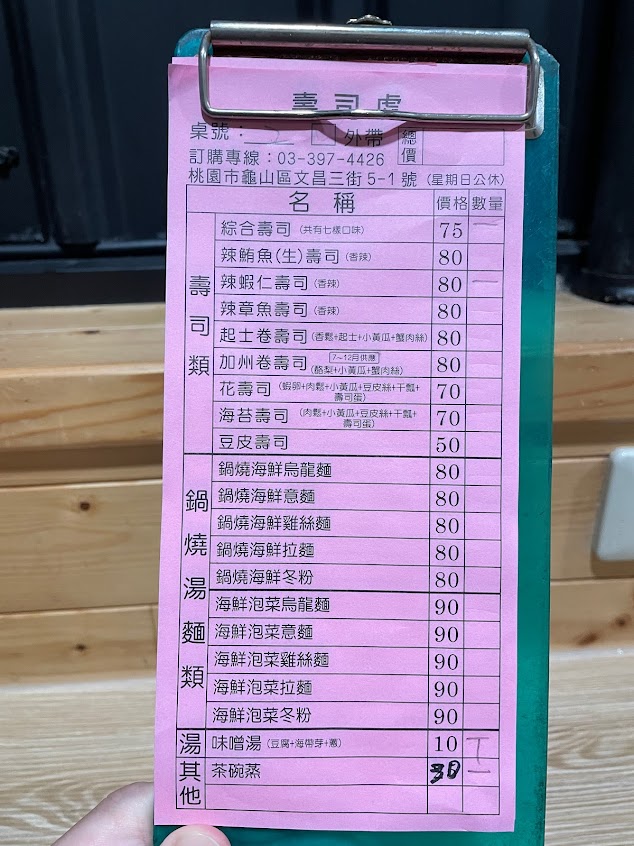 壽司處
桌號： 外帶 總價
訂購專線：03-397-4426
桃園市龜山區文昌三街5-1號 (星期日公休)
名稱 價格 數量
壽司類
綜合壽司 (共有七樣口味) 75 一
辣鮪魚(生)壽司 (香辣) 80
辣蝦仁壽司 (香辣) 80 一
辣章魚壽司 (香辣) 80
起士卷壽司 (香鬆+起士+小黃瓜+蟹肉絲) 80
加州卷壽司 7~12月供應 (酪梨+小黃瓜+蟹肉絲) 80
花壽司 (蝦卵+肉鬆+小黃瓜+豆皮絲+干瓢+壽司蛋) 70
海苔壽司 (肉鬆+小黃瓜+豆皮絲+干瓢+壽司蛋) 70
豆皮壽司 50
鍋燒湯麵類
鍋燒海鮮烏龍麵 80
鍋燒海鮮意麵 80
鍋燒海鮮雞絲麵 80
鍋燒海鮮拉麵 80
鍋燒海鮮冬粉 80
海鮮泡菜烏龍麵 90
海鮮泡菜意麵 90
海鮮泡菜雞絲麵 90
海鮮泡菜拉麵 90
海鮮泡菜冬粉 90
湯
味噌湯 (豆腐+海帶芽+蔥) 10
其他
茶碗蒸 30 一